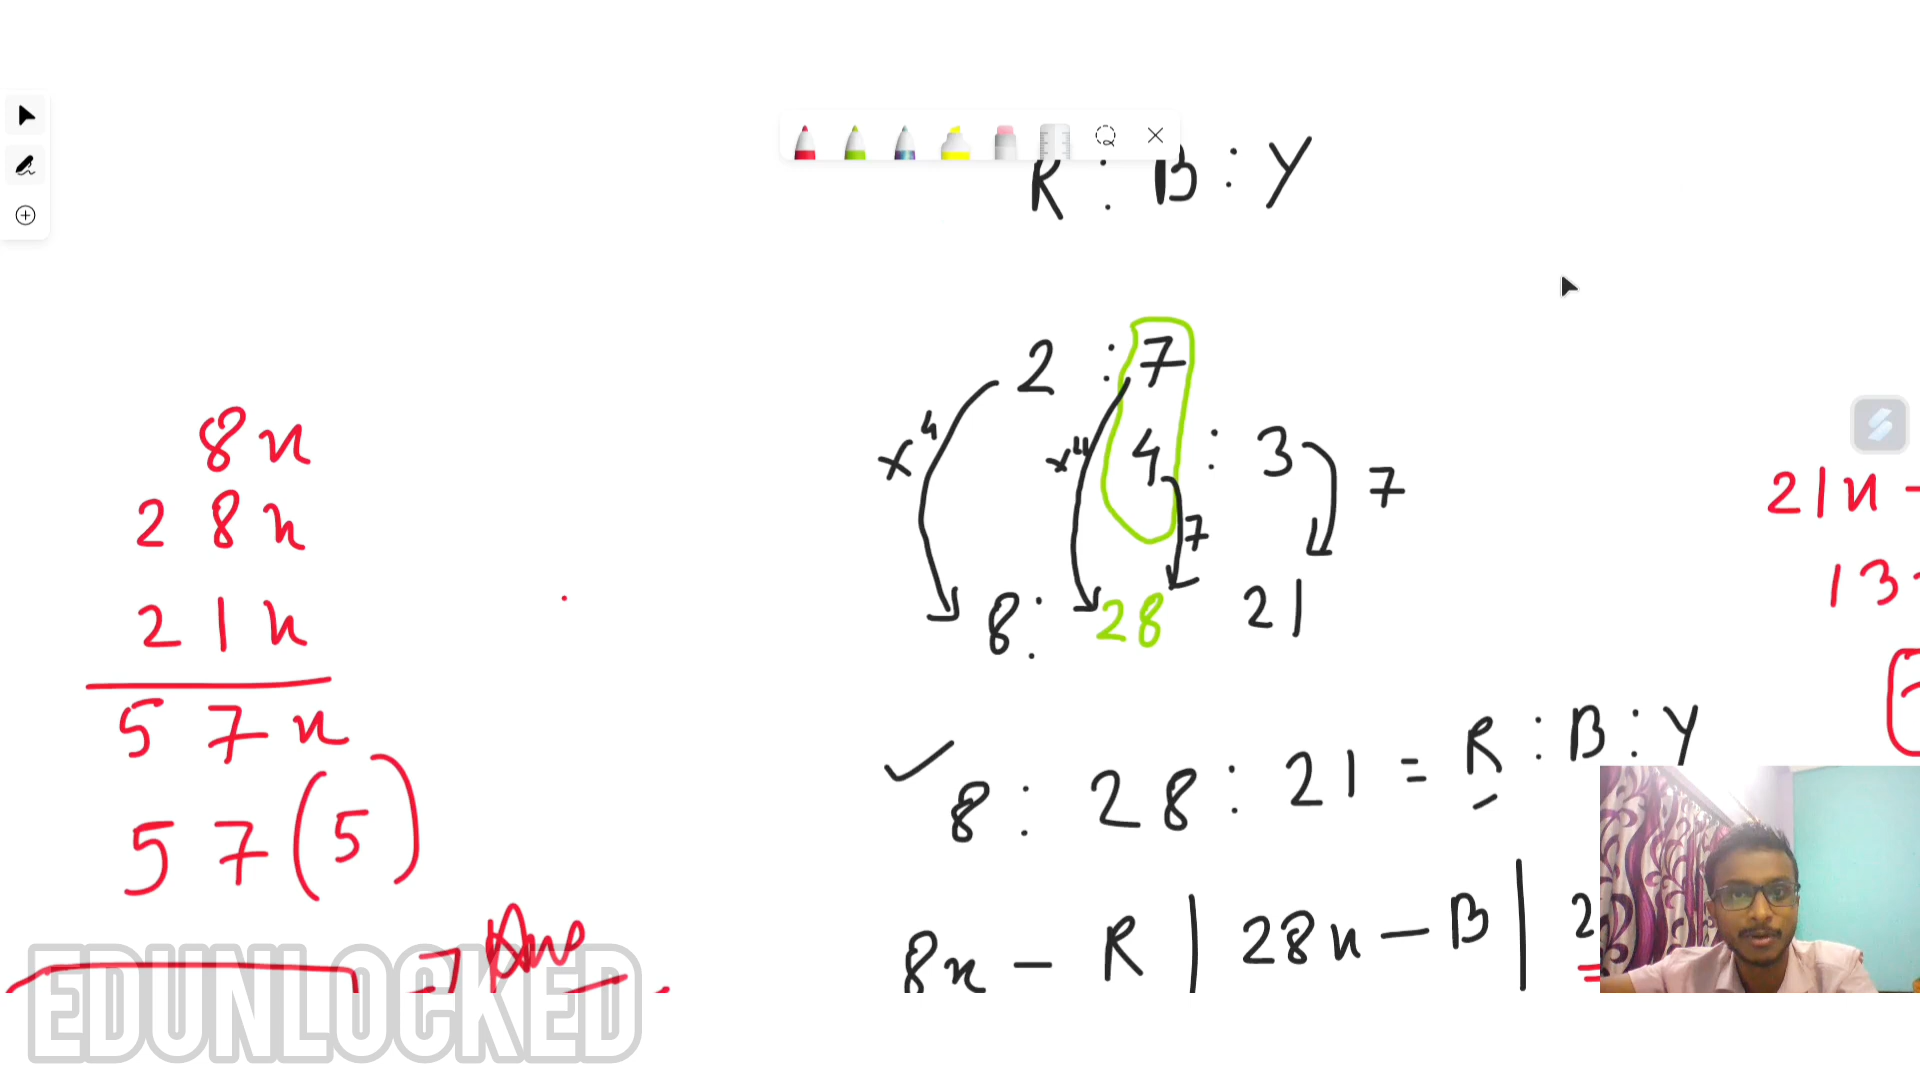 R : B : Y
2 : 7
4 : 3
x4
x4
7
7
8 : 28 21
8 : 28 : 21 = R : B : Y
8x - R | 28x - B | 2
8x
28x
21x
57x
57(5)
Ans
21x -
13
EDUNLOCKED